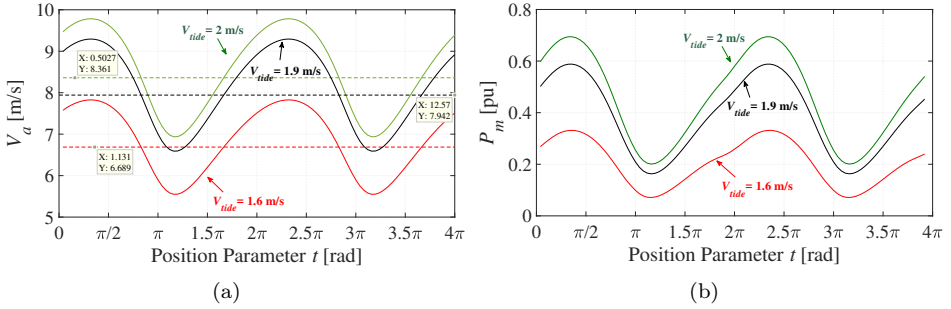 10
9
8
7
6
5
V_a [m/s]
V_tide = 2 m/s
X: 0.5027
Y: 8.361
V_tide = 1.9 m/s
X: 12.57
Y: 7.942
X: 1.131
Y: 6.689
V_tide = 1.6 m/s
0 π/2 π 1.5π 2π 2.5π 3π 3.5π 4π
Position Parameter t [rad]
(a)
0.8
0.6
0.4
0.2
0
P_m [pu]
V_tide = 2 m/s
V_tide = 1.9 m/s
V_tide = 1.6 m/s
0 π/2 π 1.5π 2π 2.5π 3π 3.5π 4π
Position Parameter t [rad]
(b)